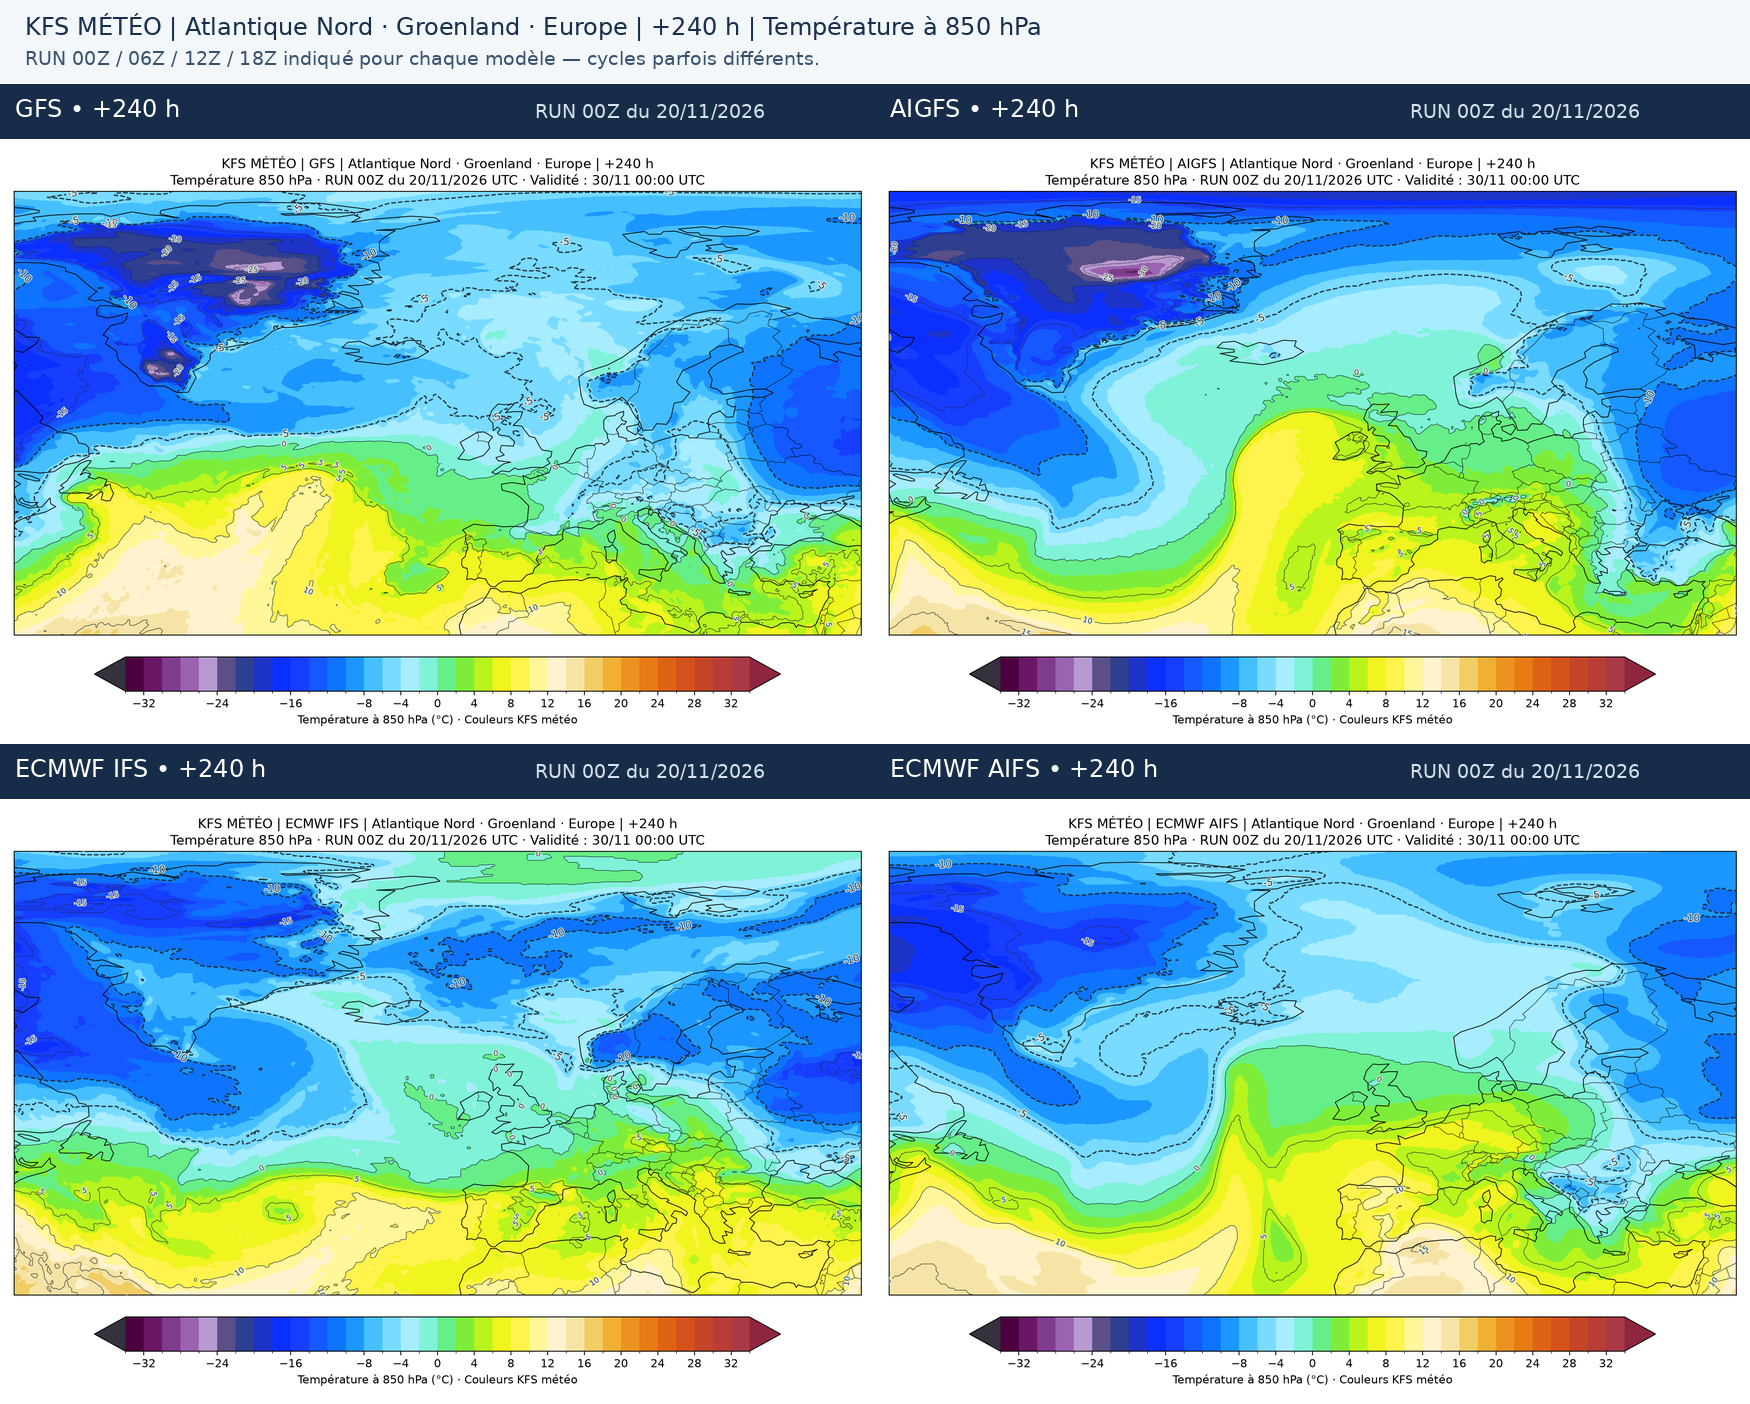 KFS MÉTÉO | Atlantique Nord · Groenland · Europe | +240 h | Température à 850 hPa
RUN 00Z / 06Z / 12Z / 18Z indiqué pour chaque modèle — cycles parfois différents.
GFS • +240 h
RUN 00Z du 20/11/2026
AIGFS • +240 h
RUN 00Z du 20/11/2026
KFS MÉTÉO | GFS | Atlantique Nord · Groenland · Europe | +240 h
Température 850 hPa · RUN 00Z du 20/11/2026 UTC · Validité : 30/11 00:00 UTC
KFS MÉTÉO | AIGFS | Atlantique Nord · Groenland · Europe | +240 h
Température 850 hPa · RUN 00Z du 20/11/2026 UTC · Validité : 30/11 00:00 UTC
−32 −24 −16 −8 −4 0 4 8 12 16 20 24 28 32
Température à 850 hPa (°C) · Couleurs KFS météo
−32 −24 −16 −8 −4 0 4 8 12 16 20 24 28 32
Température à 850 hPa (°C) · Couleurs KFS météo
ECMWF IFS • +240 h
RUN 00Z du 20/11/2026
ECMWF AIFS • +240 h
RUN 00Z du 20/11/2026
KFS MÉTÉO | ECMWF IFS | Atlantique Nord · Groenland · Europe | +240 h
Température 850 hPa · RUN 00Z du 20/11/2026 UTC · Validité : 30/11 00:00 UTC
KFS MÉTÉO | ECMWF AIFS | Atlantique Nord · Groenland · Europe | +240 h
Température 850 hPa · RUN 00Z du 20/11/2026 UTC · Validité : 30/11 00:00 UTC
−32 −24 −16 −8 −4 0 4 8 12 16 20 24 28 32
Température à 850 hPa (°C) · Couleurs KFS météo
−32 −24 −16 −8 −4 0 4 8 12 16 20 24 28 32
Température à 850 hPa (°C) · Couleurs KFS météo